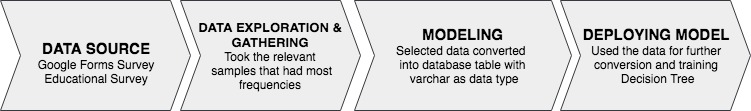 DATA SOURCE
Google Forms Survey
Educational Survey
DATA EXPLORATION &
GATHERING
Took the relevant
samples that had most
frequencies
MODELING
Selected data converted
into database table with
varchar as data type
DEPLOYING MODEL
Used the data for further
conversion and training
Decision Tree